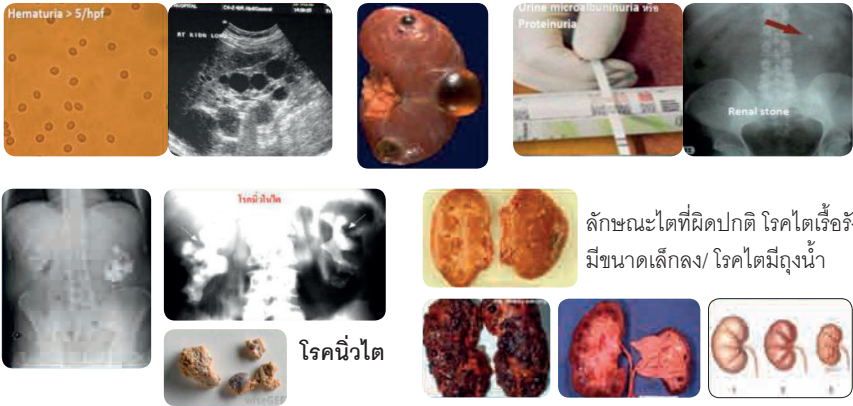 Hematuria > 5/hpf
RT KIDN LONG
Urine microalbuminuria หรือ
Proteinuria
Renal stone
โรคนิ่วในไต
ลักษณะไตที่ผิดปกติ โรคไตเรื้อรัง
มีขนาดเล็กลง/ โรคไตมีถุงน้ำ
โรคนิ่วไต
wiseGEEK